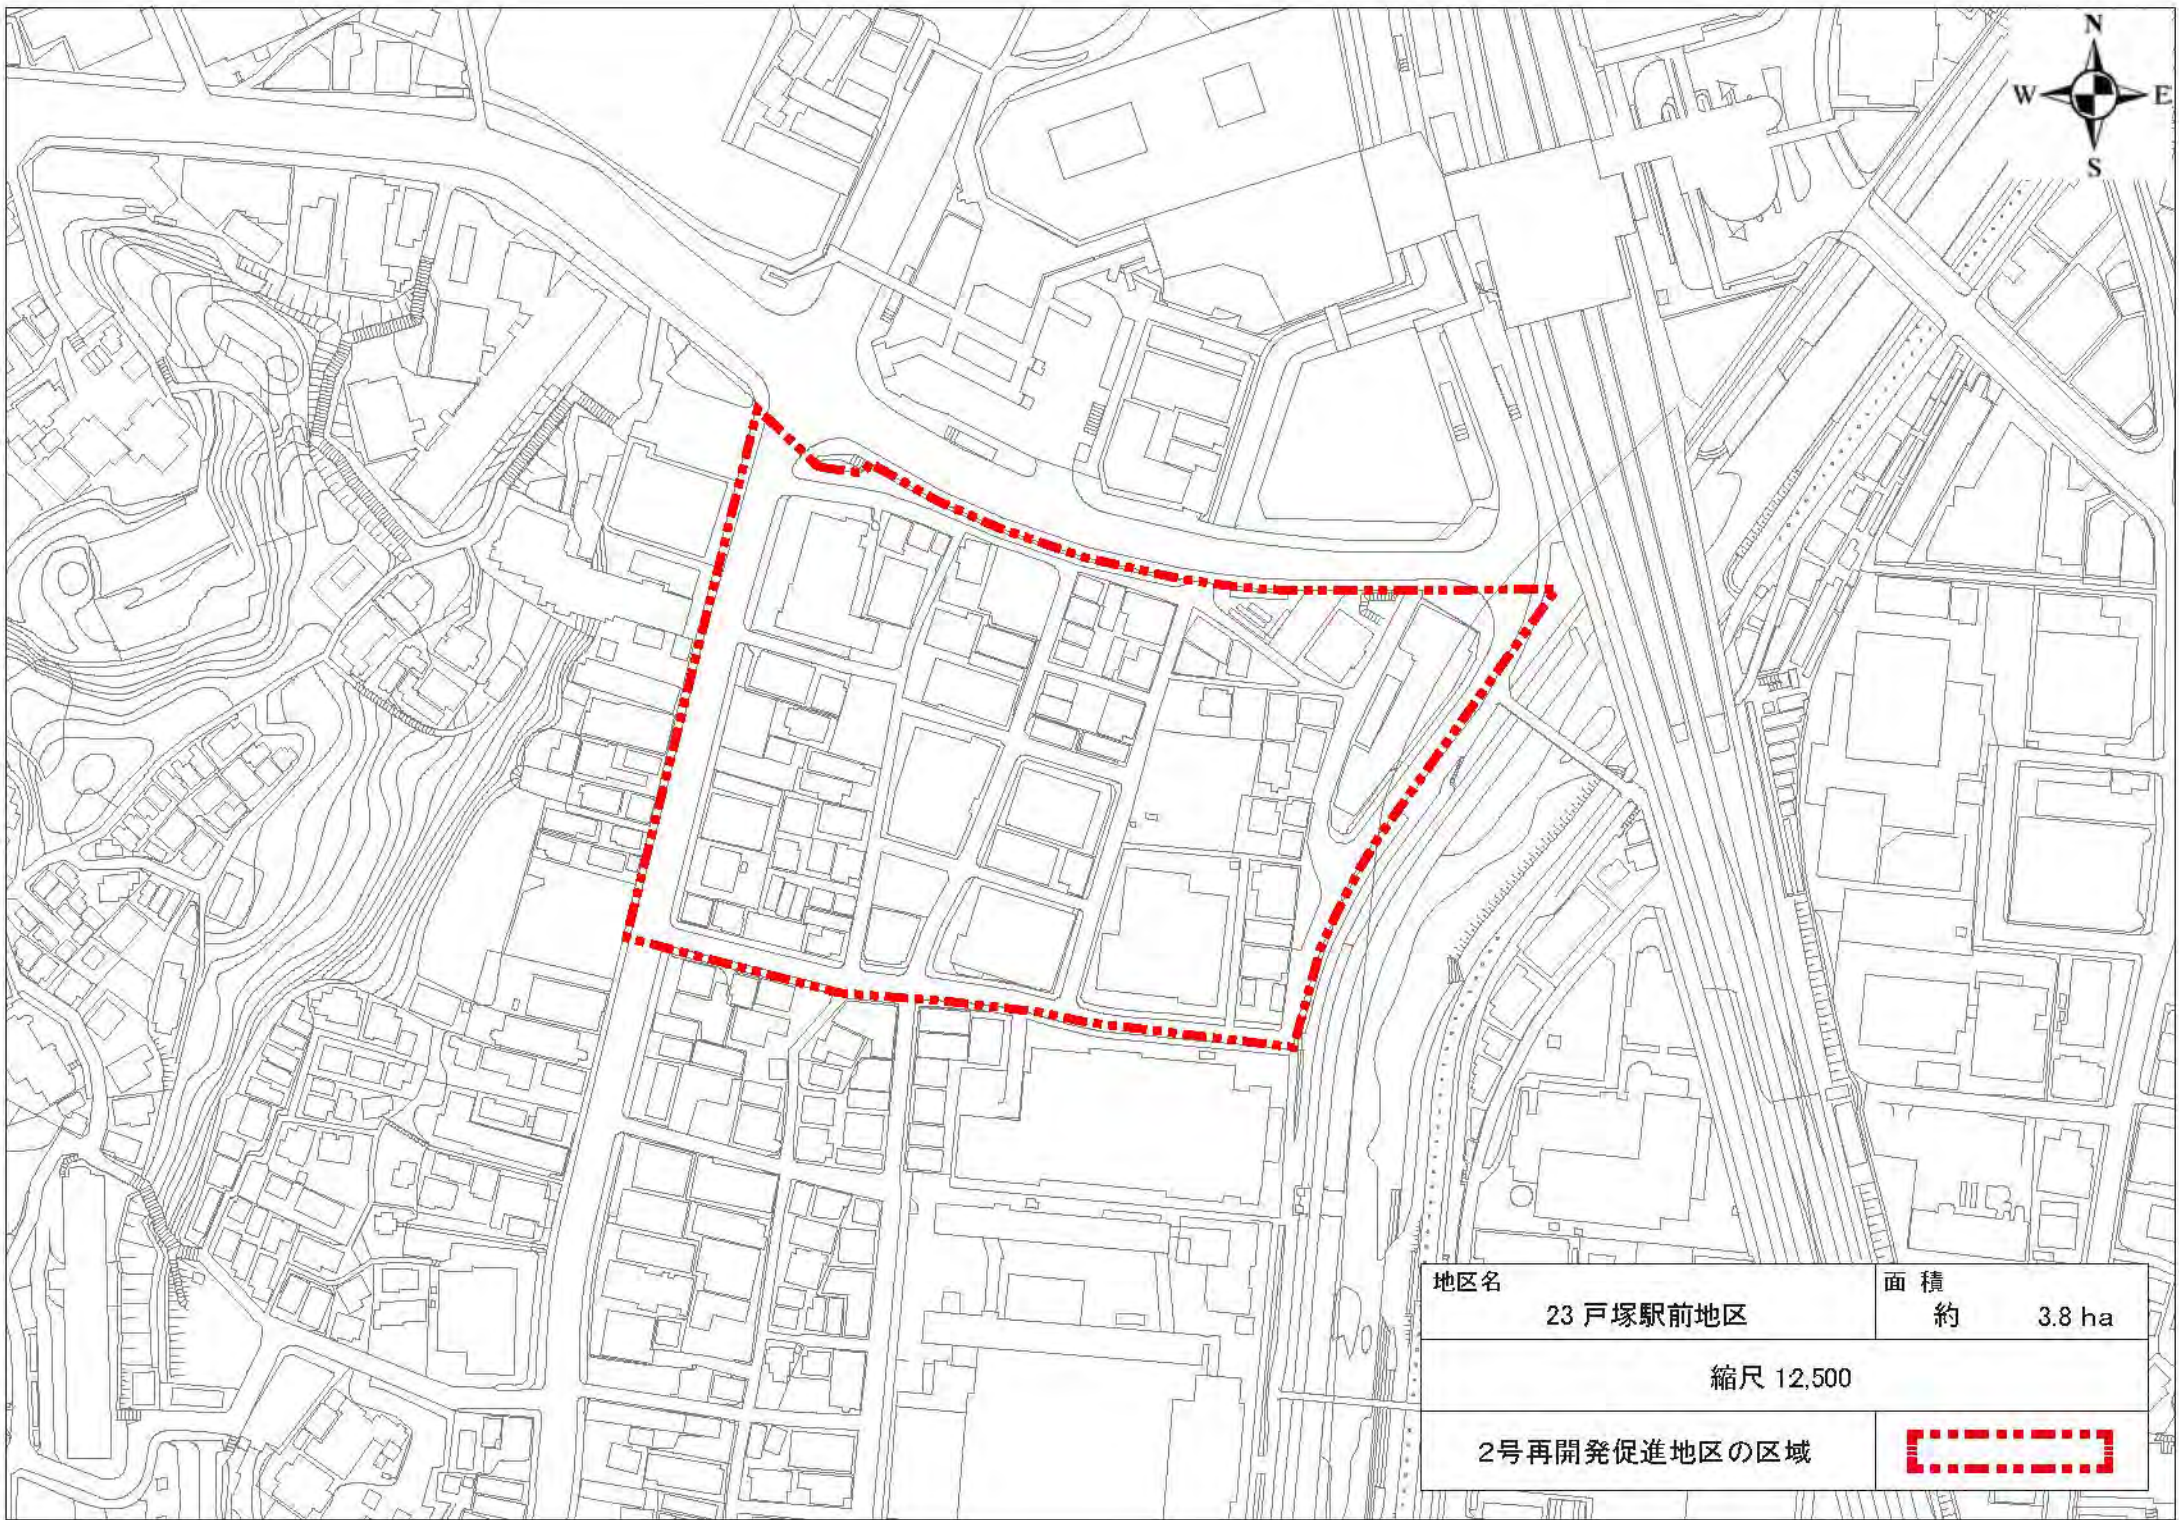 N
W E
S
地区名
23 戸塚駅前地区
面 積
約 3.8 ha
縮尺 12,500
2号再開発促進地区の区域